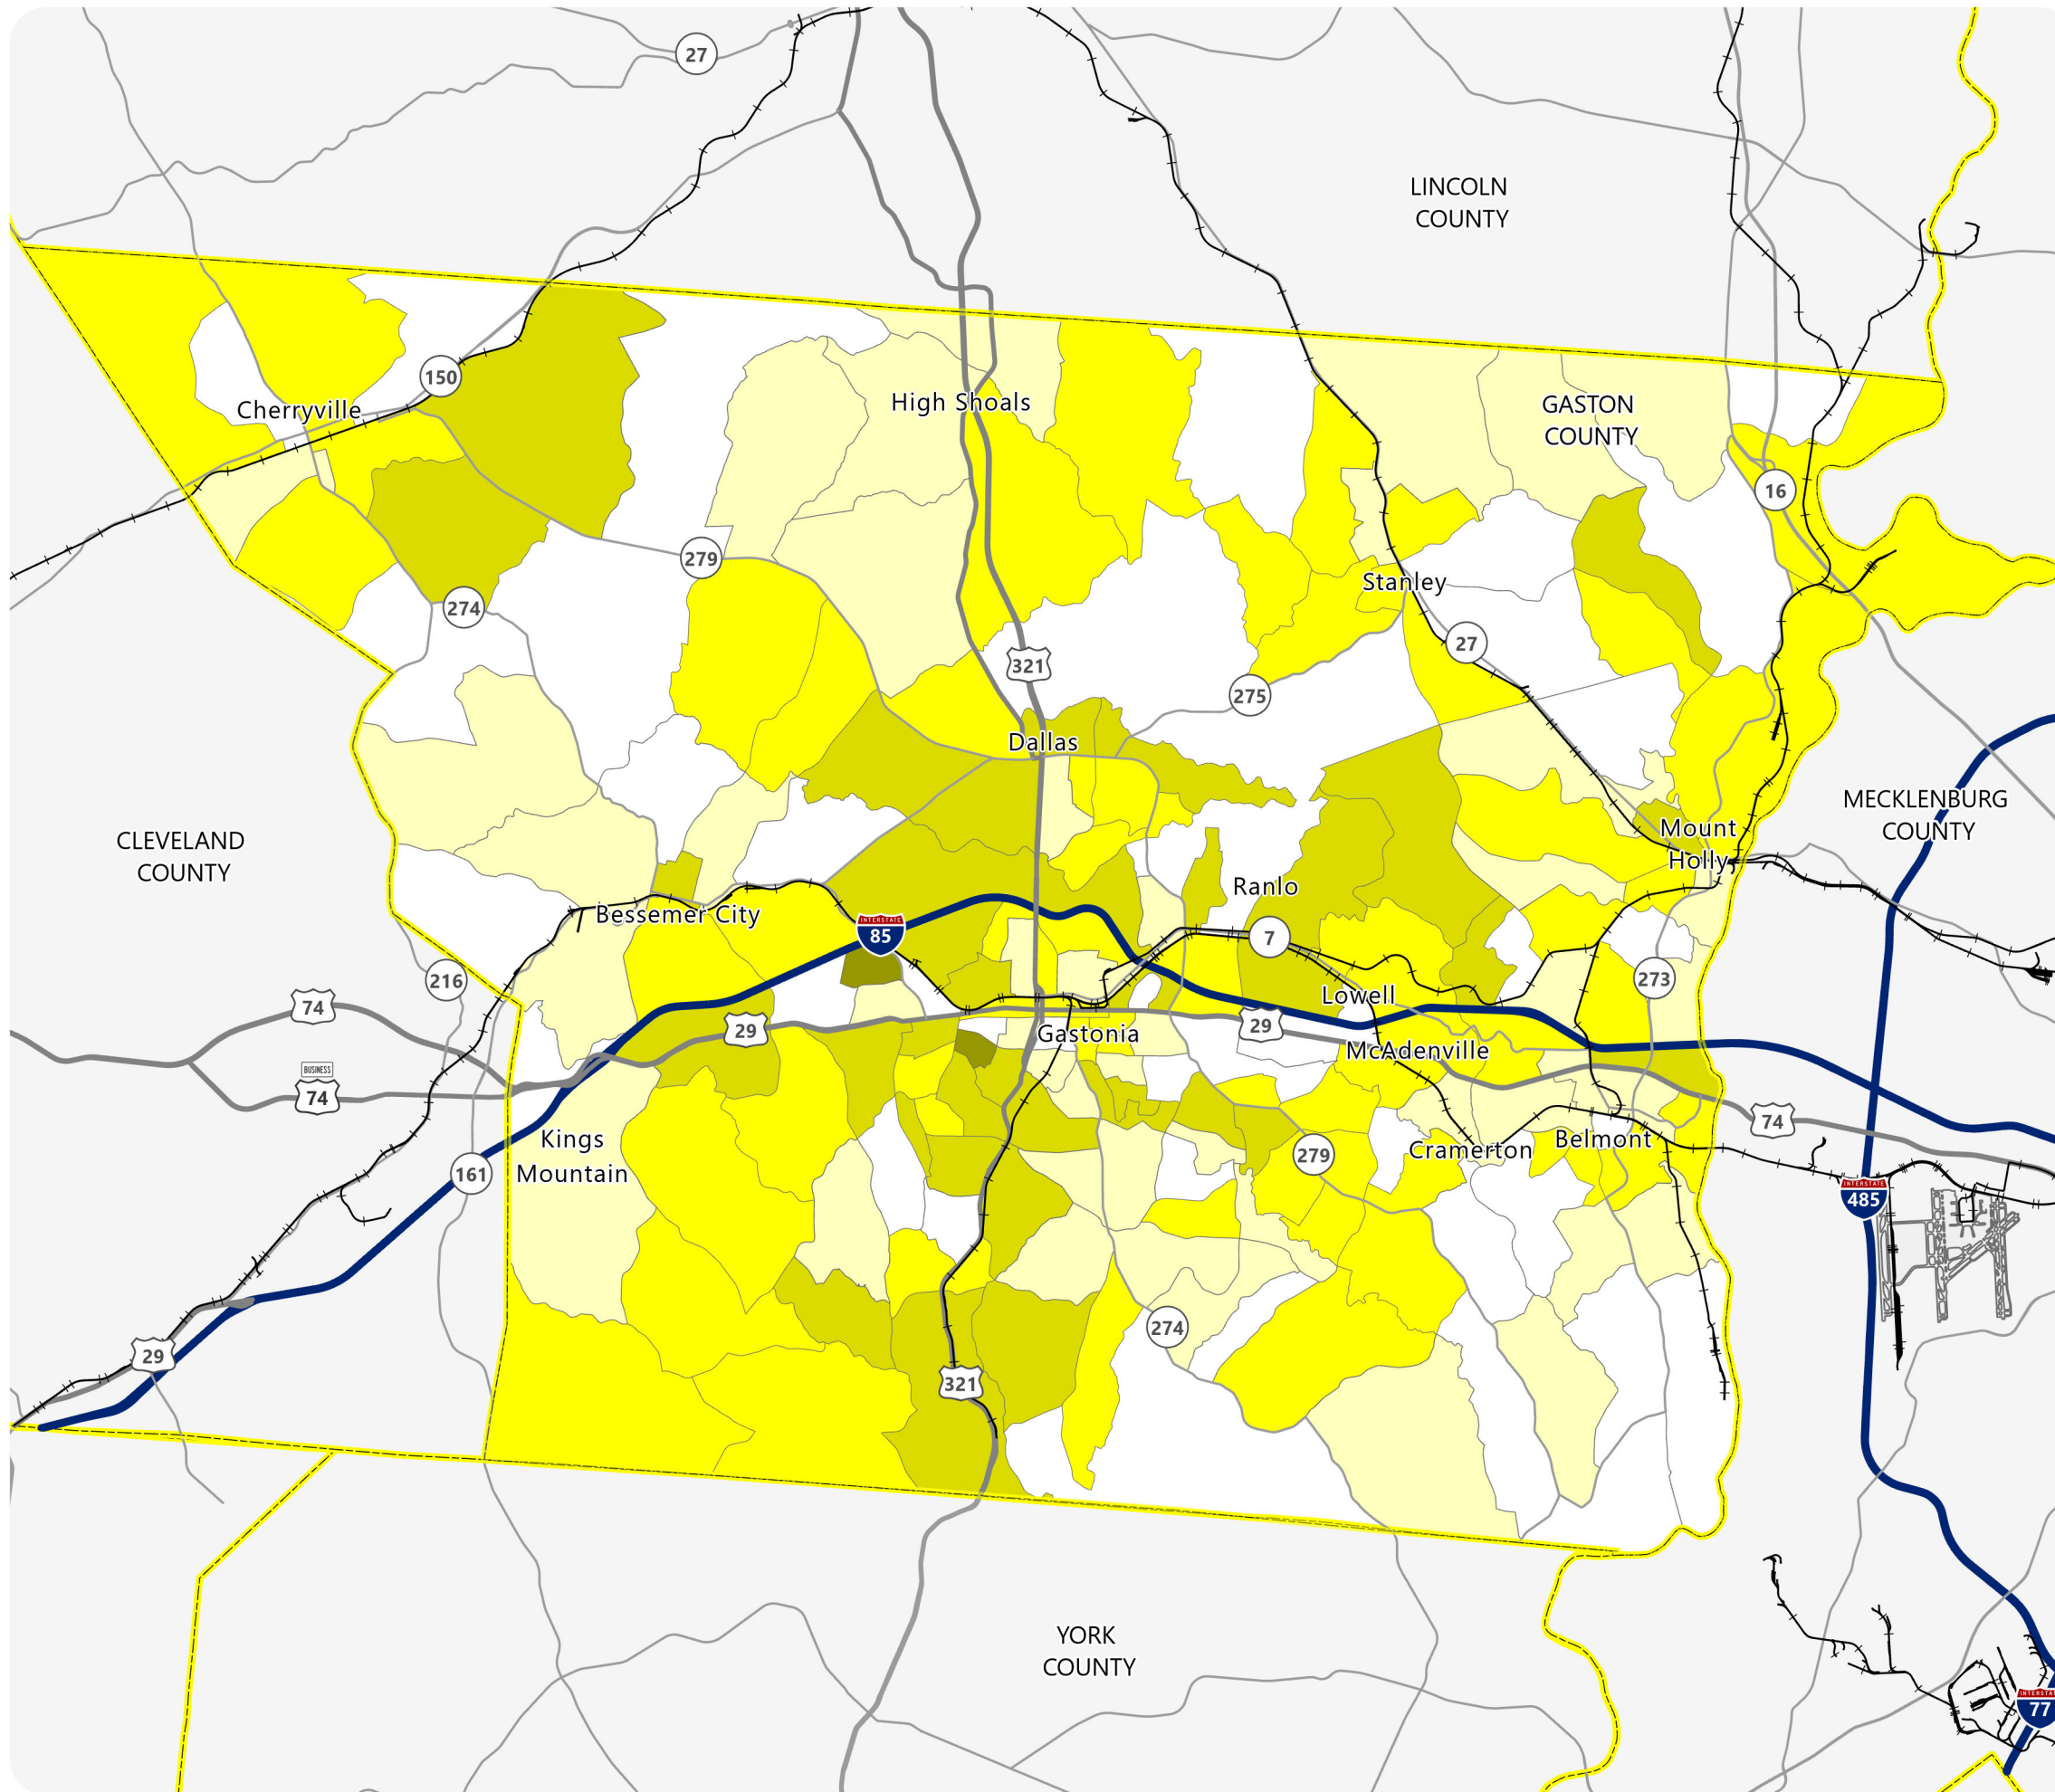 27
LINCOLN
COUNTY
150
Cherryville
High Shoals
GASTON
COUNTY
16
279
Stanley
274
27
321
275
Dallas
MECKLENBURG
COUNTY
Mount
Holly
CLEVELAND
COUNTY
Ranlo
Bessemer City
INTERSTATE
85
7
216
273
Lowell
74
29
29
Gastonia
McAdenville
BUSINESS
74
74
Kings
Mountain
279
Cramerton
Belmont
161
INTERSTATE
485
274
29
321
YORK
COUNTY
INTERSTATE
77